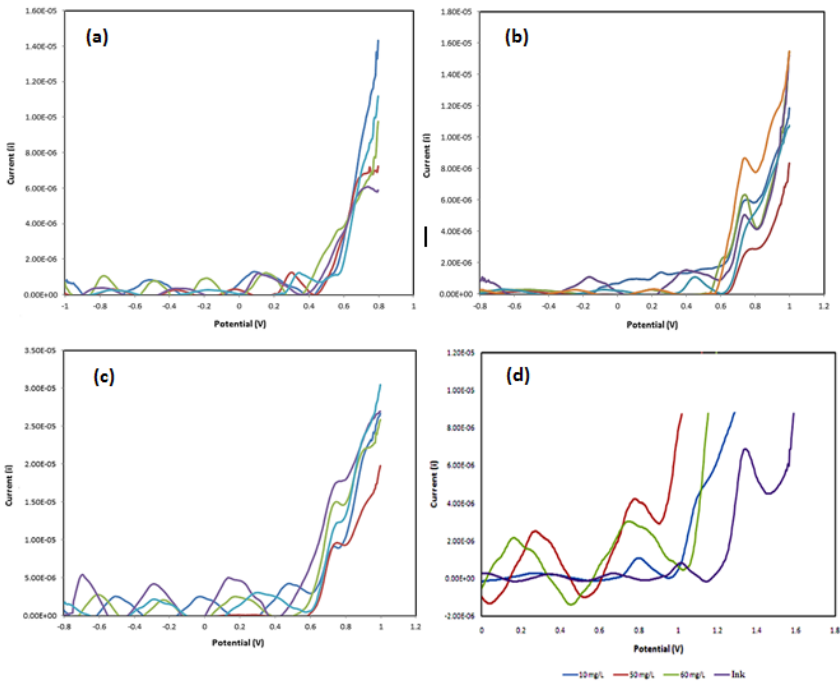 (a)
1.60E-05
1.40E-05
1.20E-05
1.00E-05
8.00E-06
6.00E-06
4.00E-06
2.00E-06
0.00E+00
Current (i)
-1 -0.8 -0.6 -0.4 -0.2 0 0.2 0.4 0.6 0.8 1
Potential (V)
(b)
1.80E-05
1.60E-05
1.40E-05
1.20E-05
1.00E-05
8.00E-06
6.00E-06
4.00E-06
2.00E-06
0.00E+00
Current (i)
-0.8 -0.6 -0.4 -0.2 0 0.2 0.4 0.6 0.8 1 1.2
Potential (V)
(c)
3.50E-05
3.00E-05
2.50E-05
2.00E-05
1.50E-05
1.00E-05
5.00E-06
0.00E+00
Current (i)
-0.8 -0.6 -0.4 -0.2 0 0.2 0.4 0.6 0.8 1 1.2
Potential (V)
(d)
1.20E-05
1.00E-05
8.00E-06
6.00E-06
4.00E-06
2.00E-06
0.00E+00
-2.00E-06
Current (i)
0 0.2 0.4 0.6 0.8 1 1.2 1.4 1.6 1.8
Potential (V)
10 mg/L 50 mg/L 60 mg/L Ink